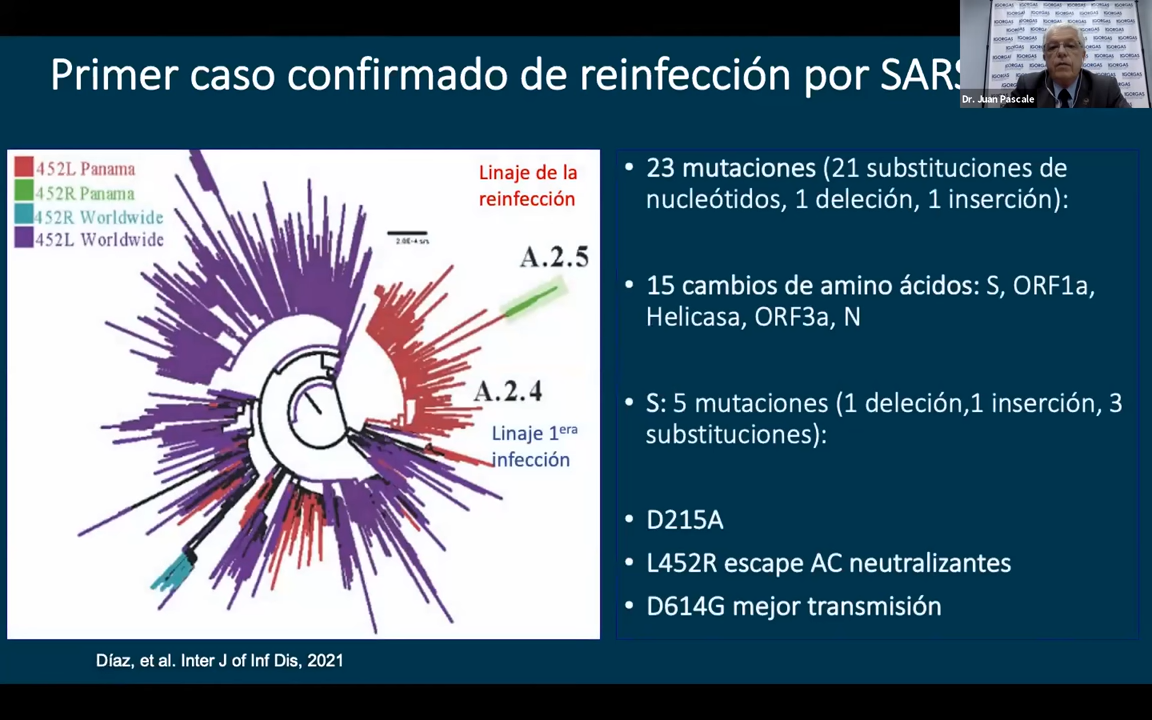 Primer caso confirmado de reinfección por SARS
IGORGAS
Dr. Juan Pascale
452L Panama
452R Panama
452R Worldwide
452L Worldwide
Linaje de la
reinfección
A.2.5
A.2.4
Linaje 1era
infección
• 23 mutaciones (21 substituciones de
nucleótidos, 1 deleción, 1 inserción):
• 15 cambios de amino ácidos: S, ORF1a,
Helicasa, ORF3a, N
• S: 5 mutaciones (1 deleción,1 inserción, 3
substituciones):
• D215A
• L452R escape AC neutralizantes
• D614G mejor transmisión
Díaz, et al. Inter J of Inf Dis, 2021